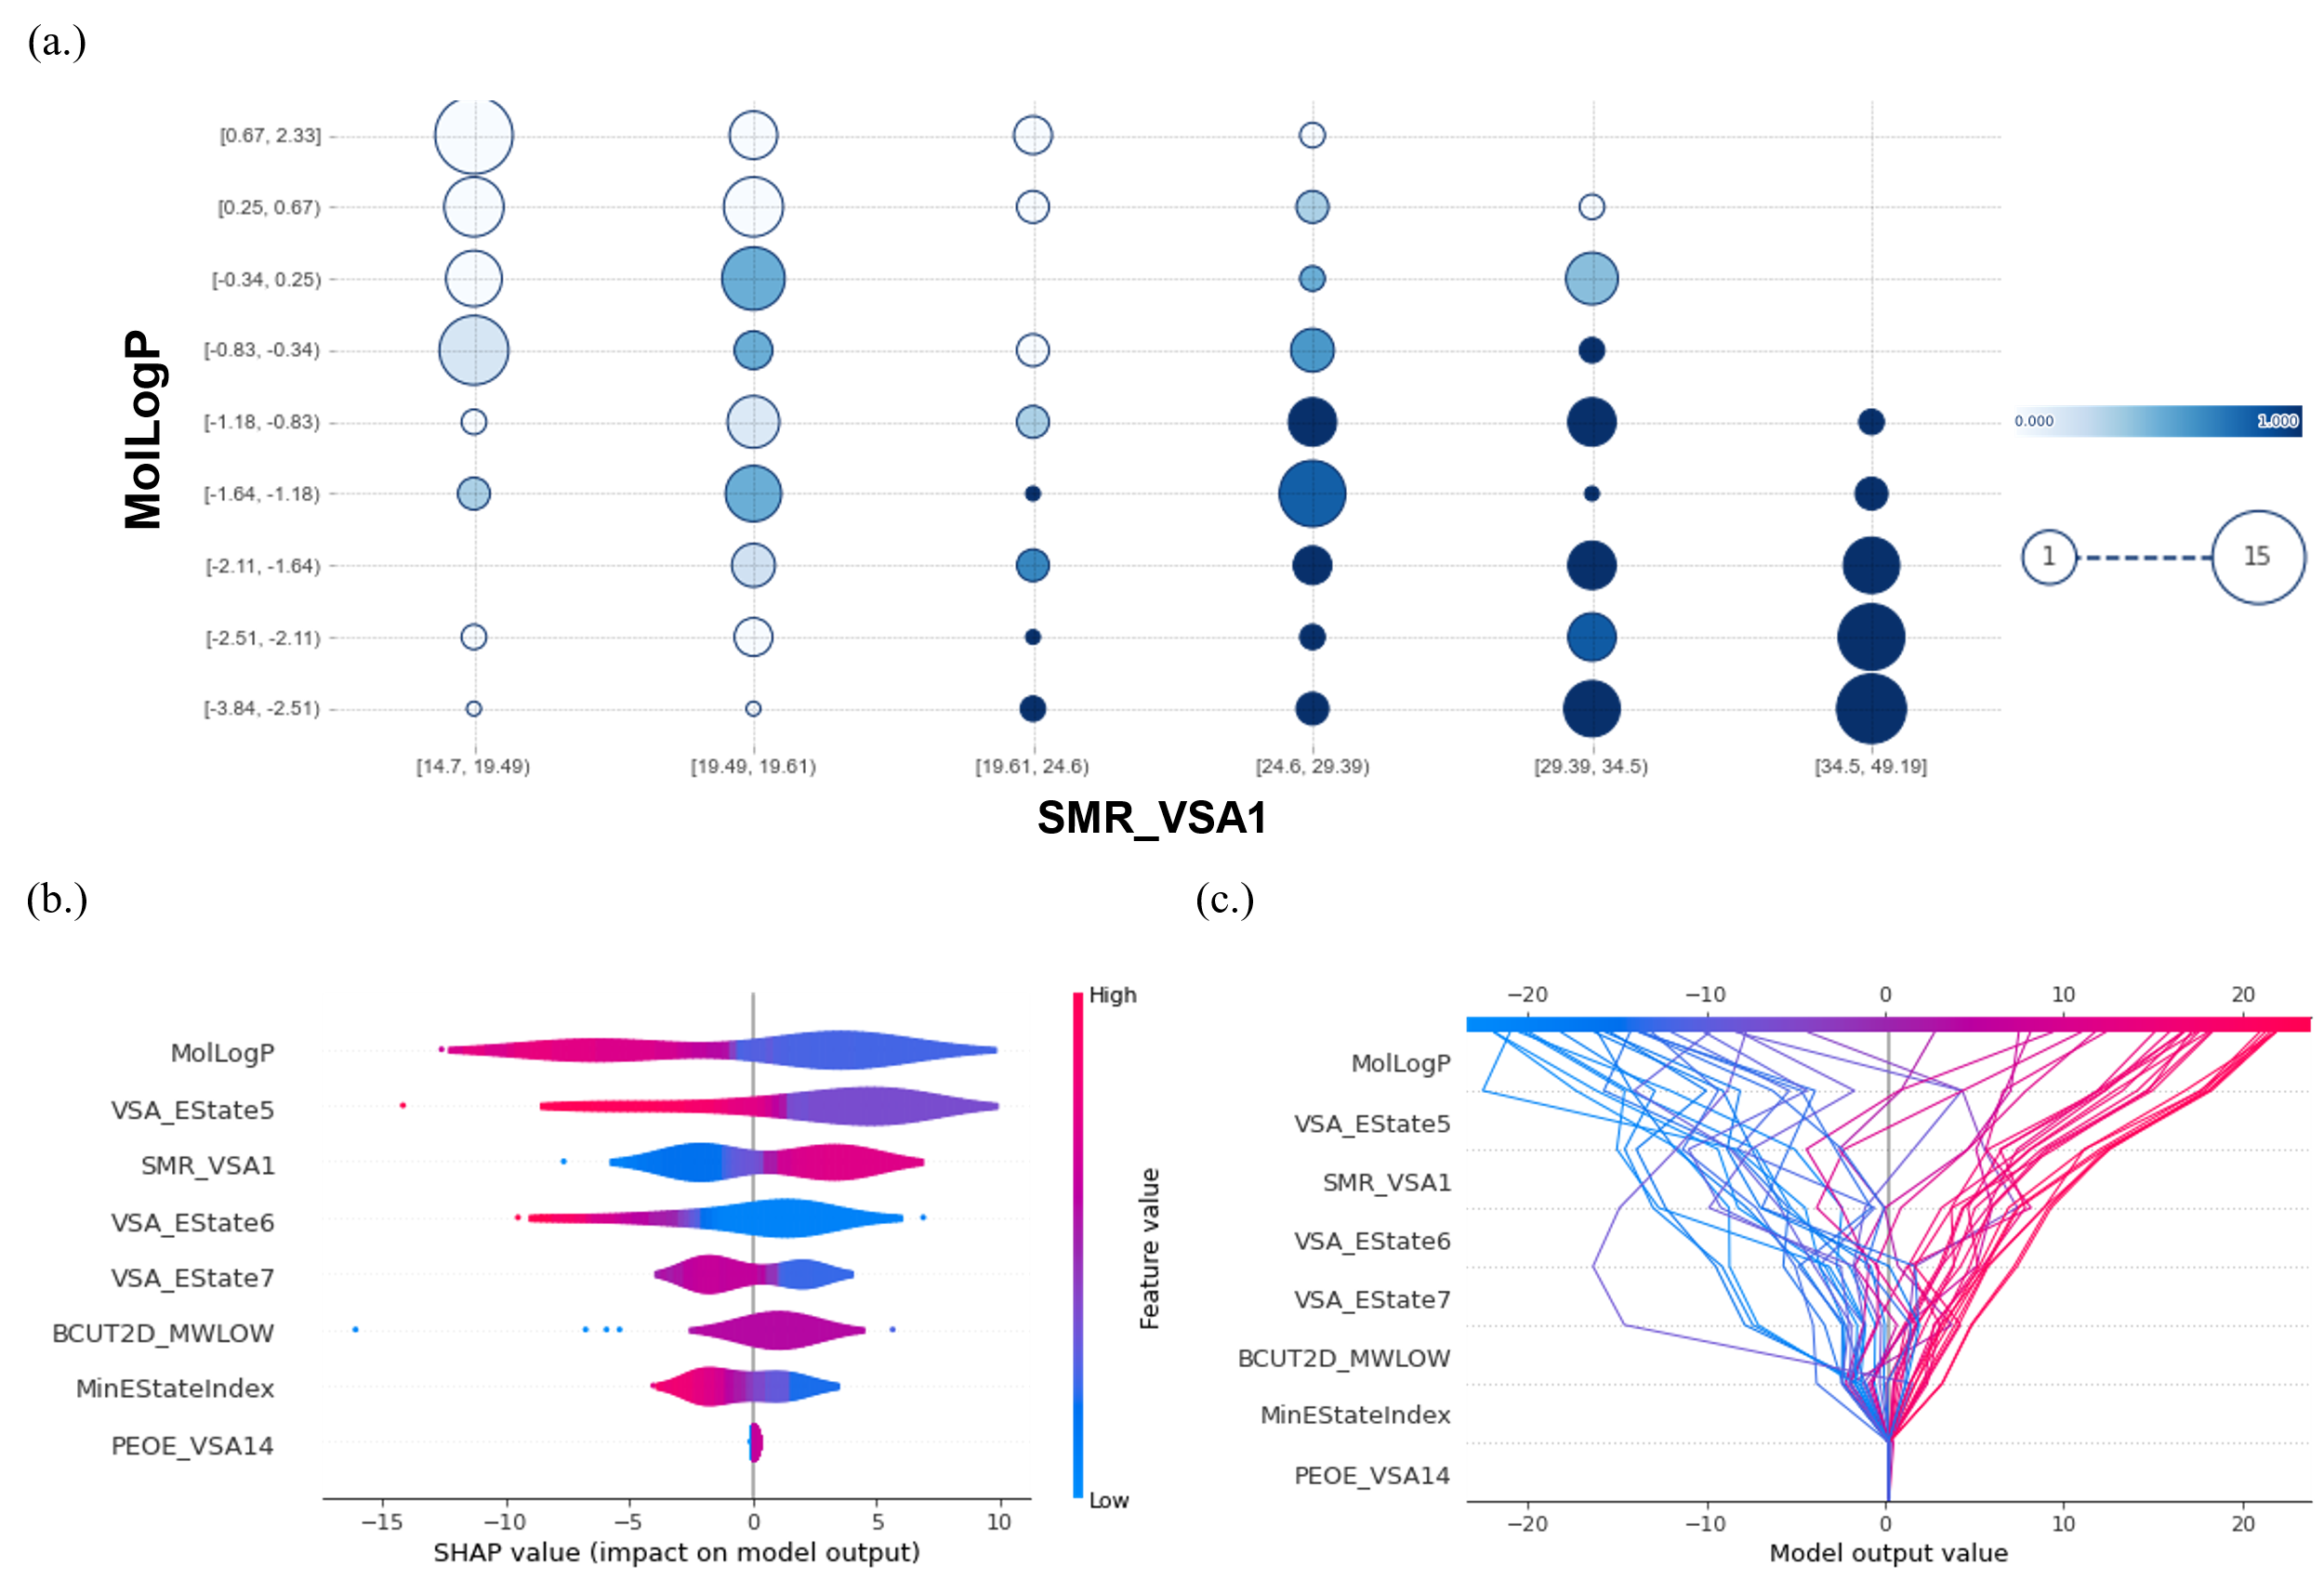 (a.)
MolLogP
[0.67, 2.33]
[0.25, 0.67)
[-0.34, 0.25)
[-0.83, -0.34)
[-1.18, -0.83)
[-1.64, -1.18)
[-2.11, -1.64)
[-2.51, -2.11)
[-3.84, -2.51)
[14.7, 19.49) [19.49, 19.61) [19.61, 24.6) [24.6, 29.39) [29.39, 34.5) [34.5, 49.19]
SMR_VSA1
0.000 1.000
1 15
(b.)
MolLogP
VSA_EState5
SMR_VSA1
VSA_EState6
VSA_EState7
BCUT2D_MWLOW
MinEStateIndex
PEOE_VSA14
−15 −10 −5 0 5 10
SHAP value (impact on model output)
High
Feature value
Low
(c.)
−20 −10 0 10 20
MolLogP
VSA_EState5
SMR_VSA1
VSA_EState6
VSA_EState7
BCUT2D_MWLOW
MinEStateIndex
PEOE_VSA14
−20 −10 0 10 20
Model output value